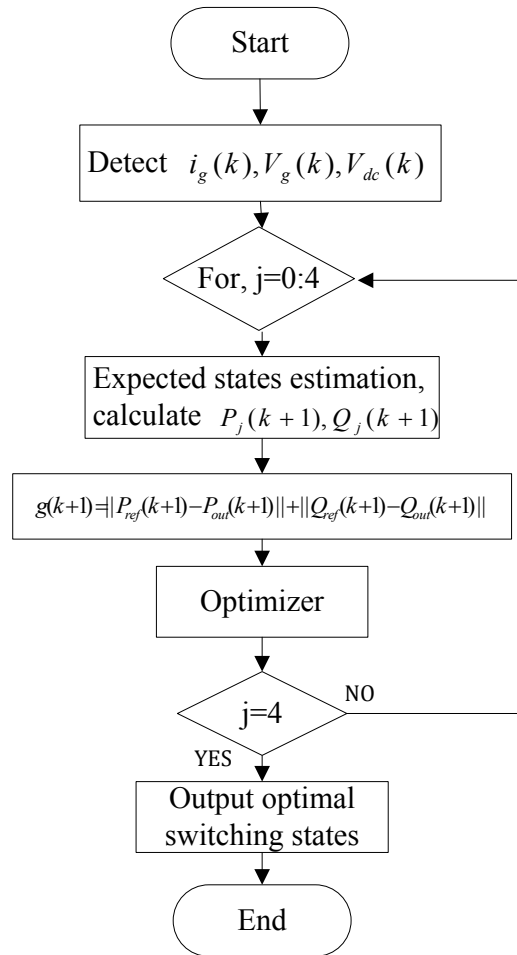 Start
Detect i_g(k), V_g(k), V_dc(k)
For, j=0:4
Expected states estimation,
calculate P_j(k+1), Q_j(k+1)
g(k+1)=||P_ref(k+1)−P_out(k+1)||+||Q_ref(k+1)−Q_out(k+1)||
Optimizer
j=4
NO
YES
Output optimal
switching states
End